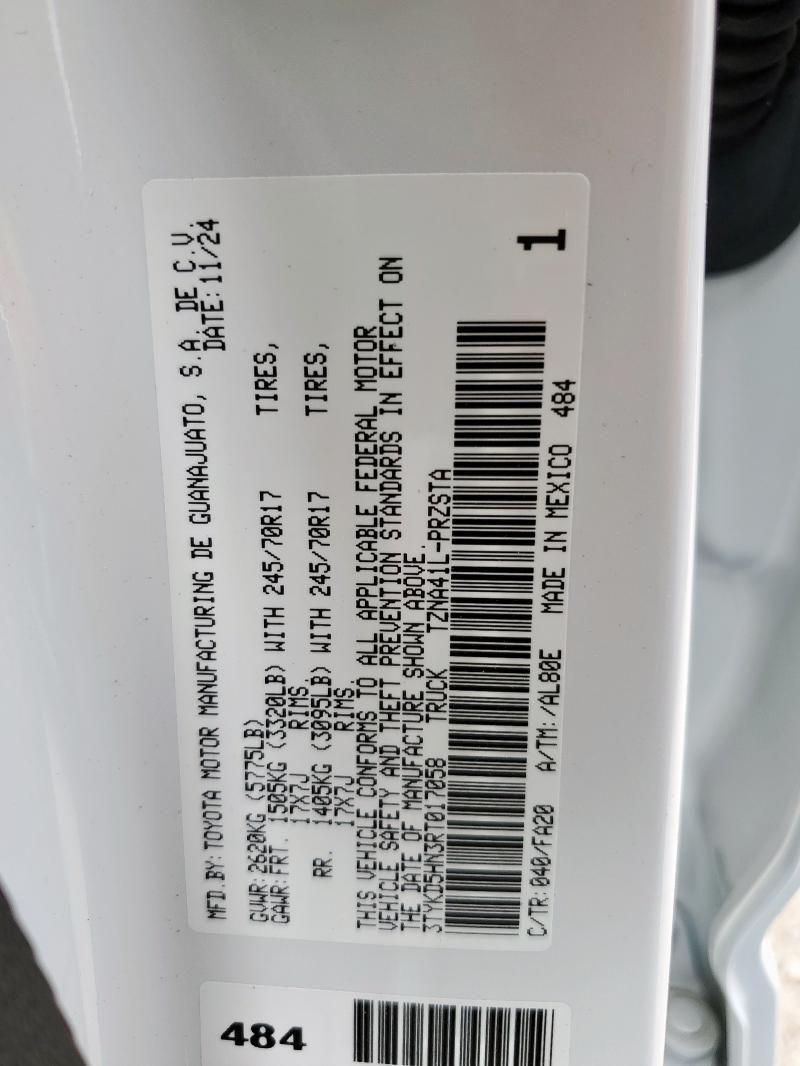 MFD.BY:TOYOTA MOTOR MANUFACTURING DE GUANAJUATO, S.A. DE C.V.
DATE:11/24
GVWR:2620KG (5775LB)
GAWR:FRT. 1505KG (3320LB) WITH 245/70R17 TIRES,
17X7J RIMS.
RR. 1405KG (3095LB) WITH 245/70R17 TIRES,
17X7J RIMS.
THIS VEHICLE CONFORMS TO ALL APPLICABLE FEDERAL MOTOR
VEHICLE SAFETY AND THEFT PREVENTION STANDARDS IN EFFECT ON
THE DATE OF MANUFACTURE SHOWN ABOVE.
3TYKD5HN3RT017058 TRUCK TZNA41L-PRZSTA
1
C/TR:040/FA20 A/TM:/AL80E MADE IN MEXICO 484
484